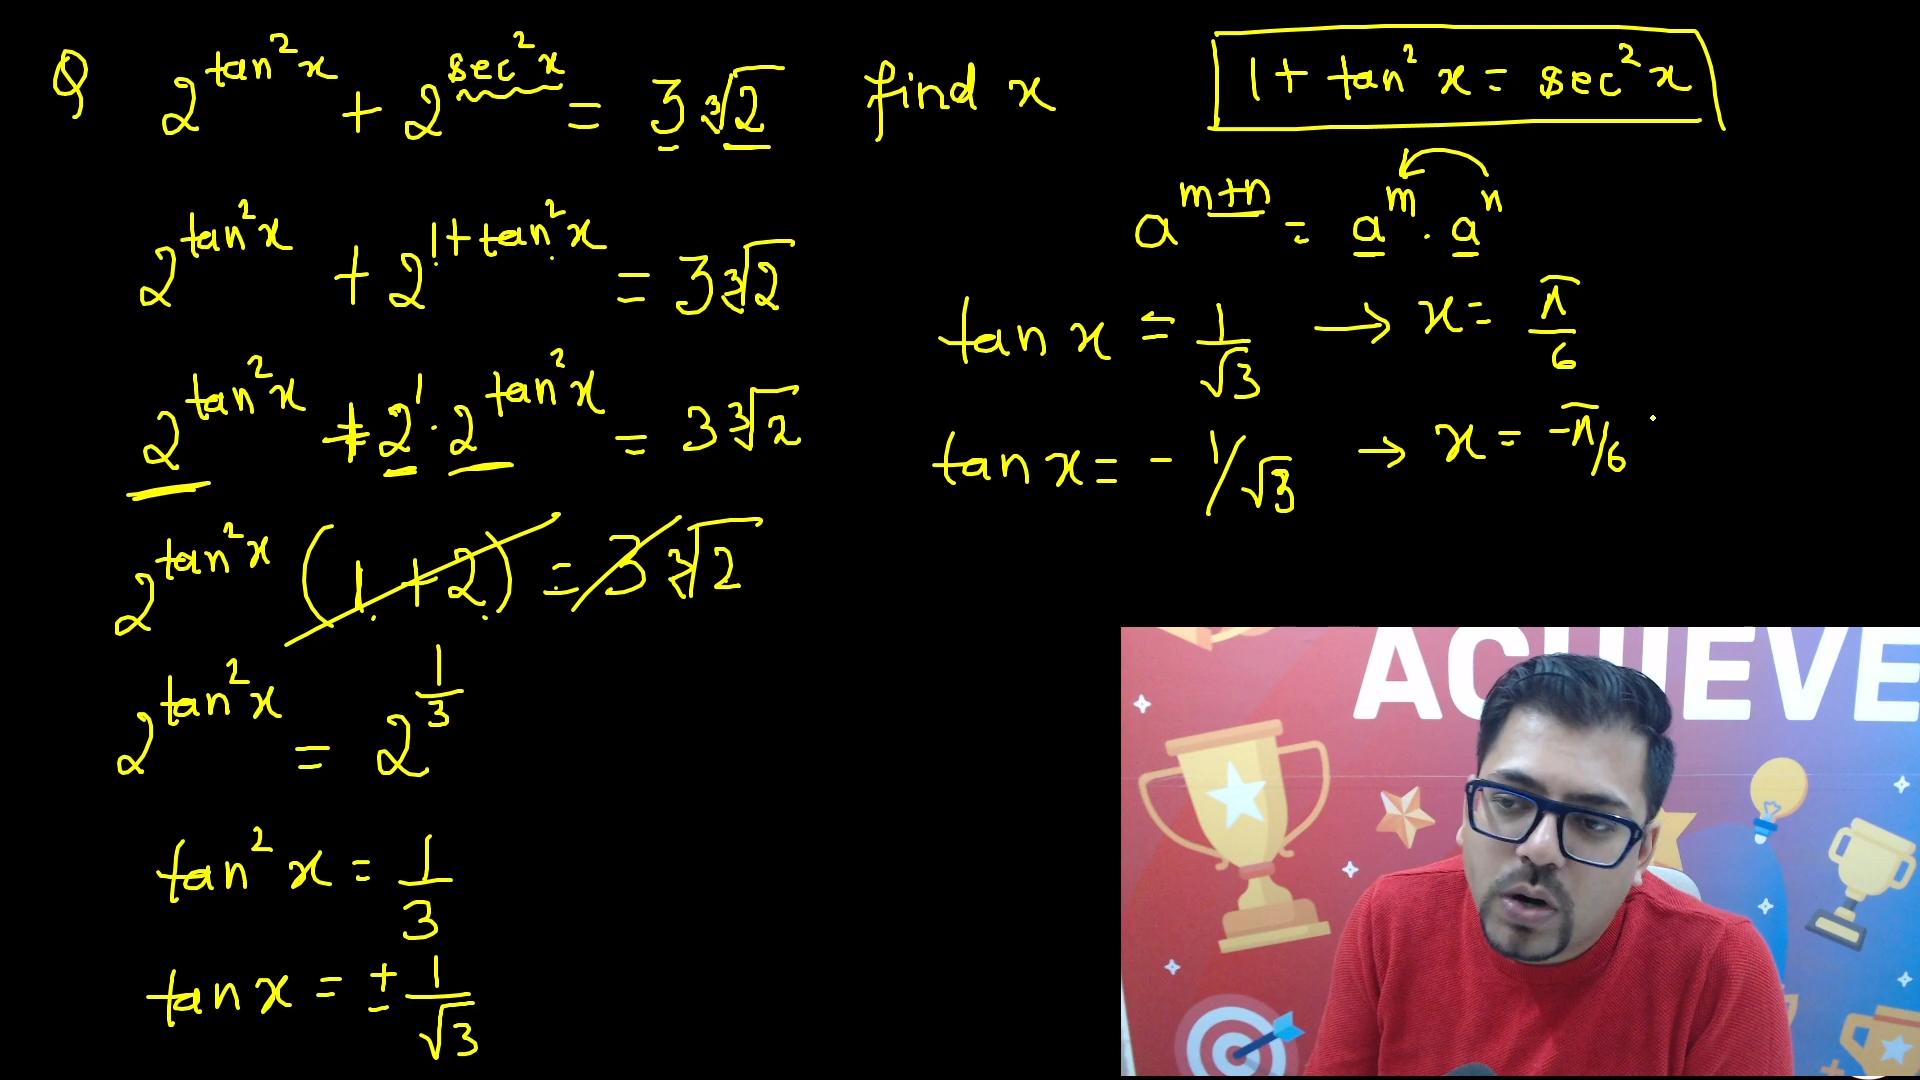 Q 2^{tan²x} + 2^{sec²x} = 3∛2 find x
2^{tan²x} + 2^{1+tan²x} = 3∛2
2^{tan²x} + 2¹·2^{tan²x} = 3∛2
2^{tan²x} (1+2) = 3∛2
2^{tan²x} = 2^{1/3}
tan²x = 1/3
tan x = ± 1/√3
1 + tan²x = sec²x
a^{m+n} = a^m · a^n
tan x = 1/√3 → x = π/6
tan x = - 1/√3 → x = -π/6
ACHIEVE